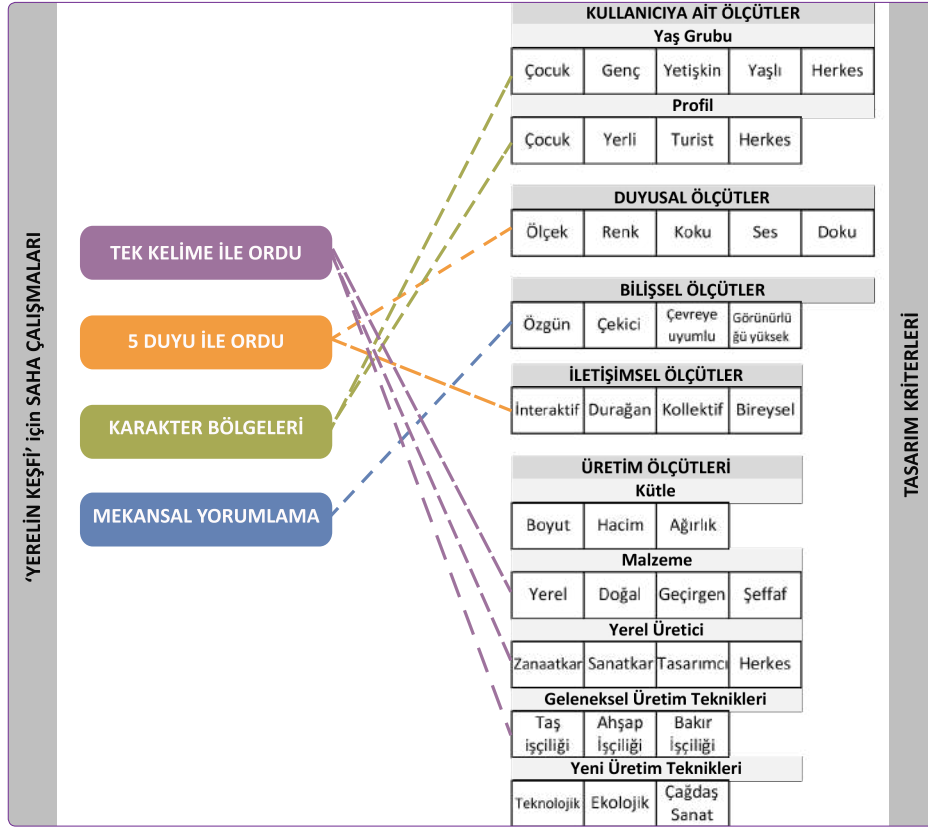 'YERELİN KEŞFİ' için SAHA ÇALIŞMALARI
TEK KELİME İLE ORDU
5 DUYU İLE ORDU
KARAKTER BÖLGELERİ
MEKANSAL YORUMLAMA
KULLANICIYA AİT ÖLÇÜTLER
Yaş Grubu
Çocuk Genç Yetişkin Yaşlı Herkes
Profil
Çocuk Yerli Turist Herkes
DUYUSAL ÖLÇÜTLER
Ölçek Renk Koku Ses Doku
BİLİŞSEL ÖLÇÜTLER
Özgün Çekici Çevreye uyumlu Görünürlü ğü yüksek
İLETİŞİMSEL ÖLÇÜTLER
İnteraktif Durağan Kollektif Bireysel
ÜRETİM ÖLÇÜTLERİ
Kütle
Boyut Hacim Ağırlık
Malzeme
Yerel Doğal Geçirgen Şeffaf
Yerel Üretici
Zanaatkar Sanatkar Tasarımcı Herkes
Geleneksel Üretim Teknikleri
Taş işçiliği Ahşap İşçiliği Bakır İşçiliği
Yeni Üretim Teknikleri
Teknolojik Ekolojik Çağdaş Sanat
TASARIM KRİTERLERİ